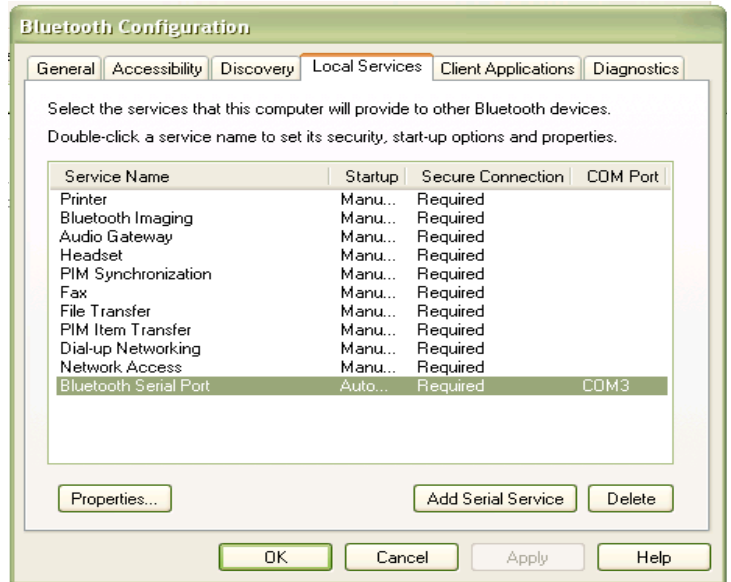 Bluetooth Configuration
General Accessibility Discovery Local Services Client Applications Diagnostics
Select the services that this computer will provide to other Bluetooth devices.
Double-click a service name to set its security, start-up options and properties.
Service Name Startup Secure Connection COM Port
Printer Manu... Required
Bluetooth Imaging Manu... Required
Audio Gateway Manu... Required
Headset Manu... Required
PIM Synchronization Manu... Required
Fax Manu... Required
File Transfer Manu... Required
PIM Item Transfer Manu... Required
Dial-up Networking Manu... Required
Network Access Manu... Required
Bluetooth Serial Port Auto... Required COM3
Properties... Add Serial Service Delete
OK Cancel Apply Help